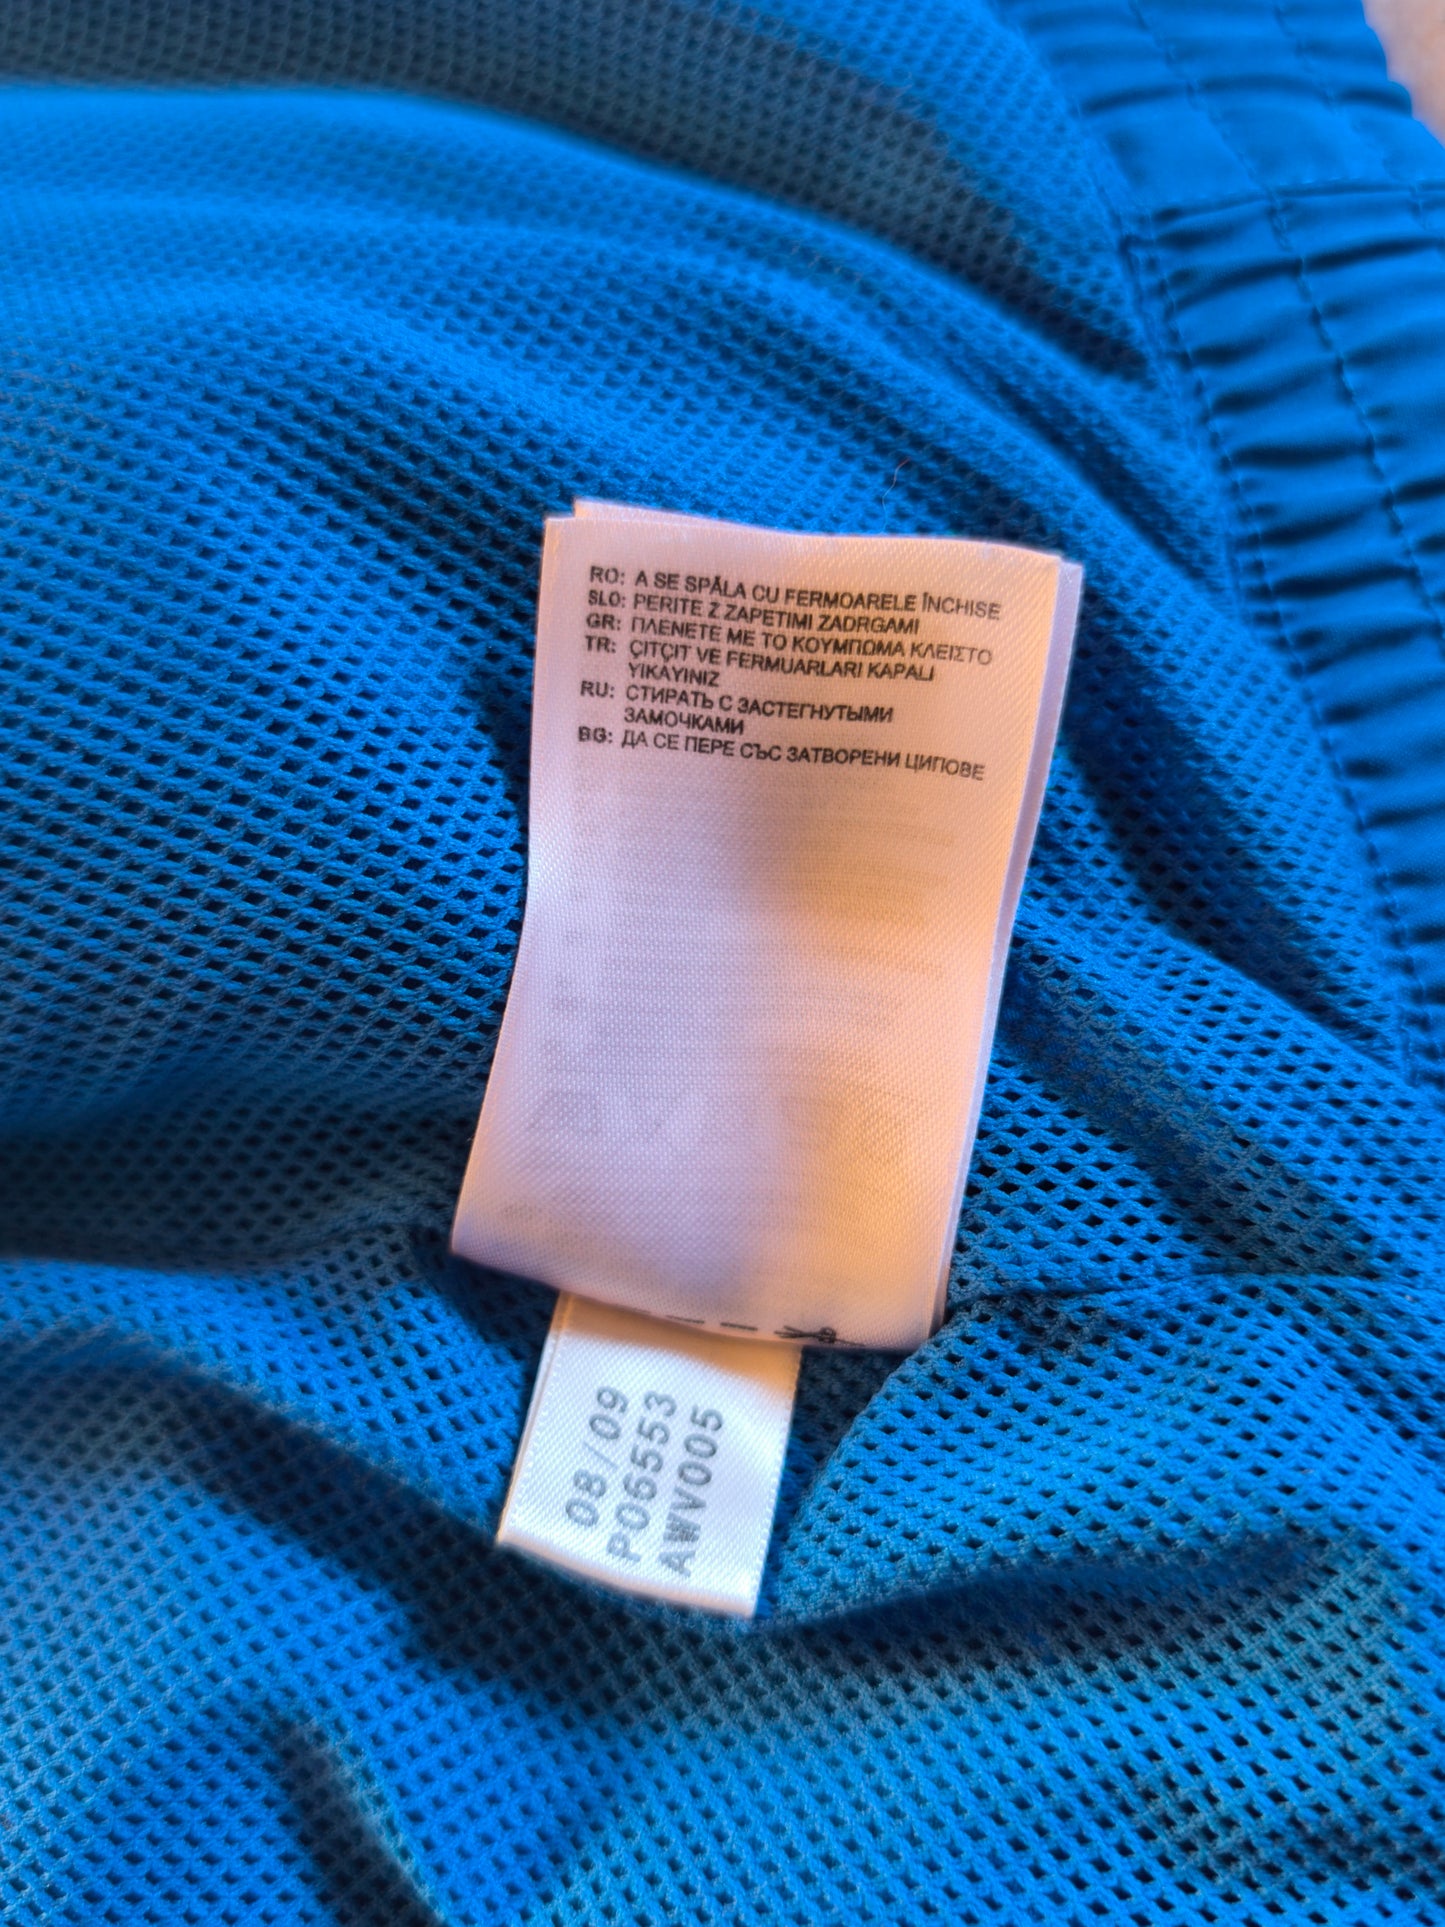 RO: A SE SPĂLA CU FERMOARELE ÎNCHISE
SLO: PERITE Z ZAPETIMI ZADRGAMI
GR: ΠΛΕΝΕΤΕ ΜΕ ΤΟ ΚΟΥΜΠΩΜΑ ΚΛΕΙΣΤΟ
TR: ÇITÇIT VE FERMUARLARI KAPALI
YIKAYINIZ
RU: СТИРАТЬ С ЗАСТЕГНУТЫМИ
ЗАМОЧКАМИ
BG: ДА СЕ ПЕРЕ СЪС ЗАТВОРЕНИ ЦИПОВЕ
08/09
P06553
AWV005